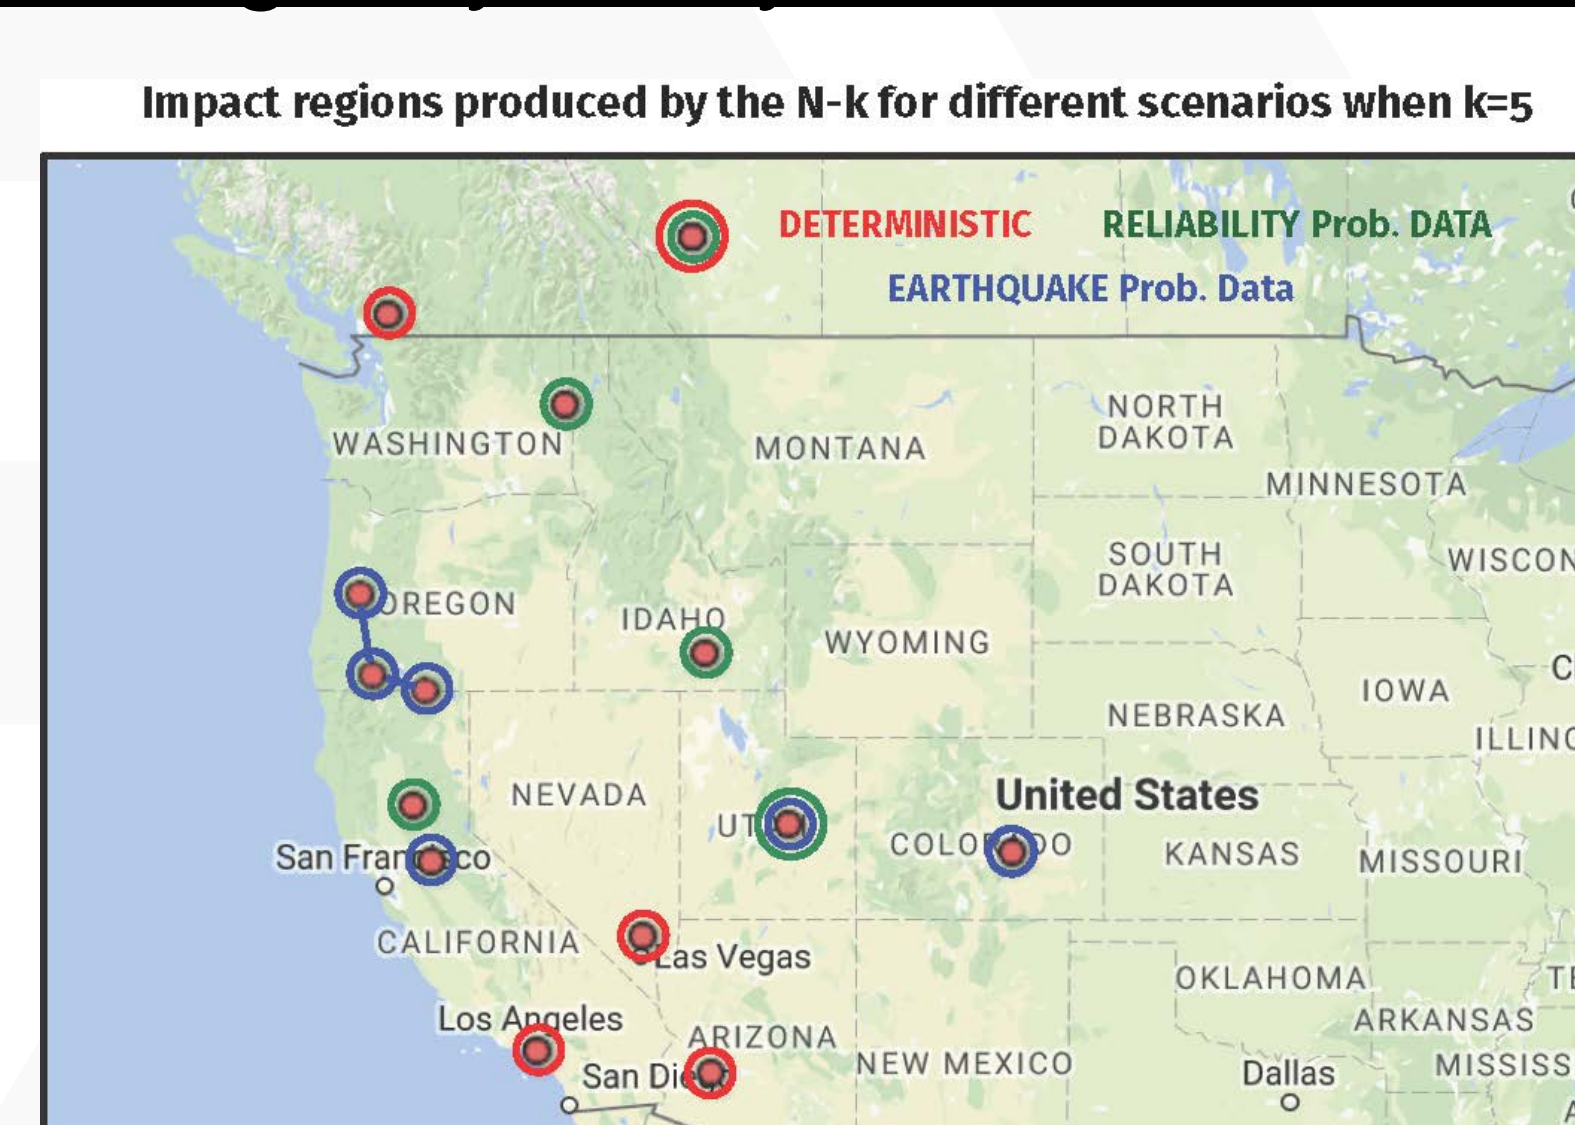 Impact regions produced by the N-k for different scenarios when k=5
DETERMINISTIC
RELIABILITY Prob. DATA
EARTHQUAKE Prob. Data
WASHINGTON
MONTANA
NORTH
DAKOTA
MINNESOTA
OREGON
IDAHO
WYOMING
SOUTH
DAKOTA
WISCON
IOWA
NEBRASKA
ILLIN
NEVADA
United States
COLO
DO
KANSAS
MISSOURI
San Fran
co
CALIFORNIA
Las Vegas
OKLAHOMA
Los Angeles
ARIZONA
ARKANSAS
NEW MEXICO
San Die
Dallas
MISSISS